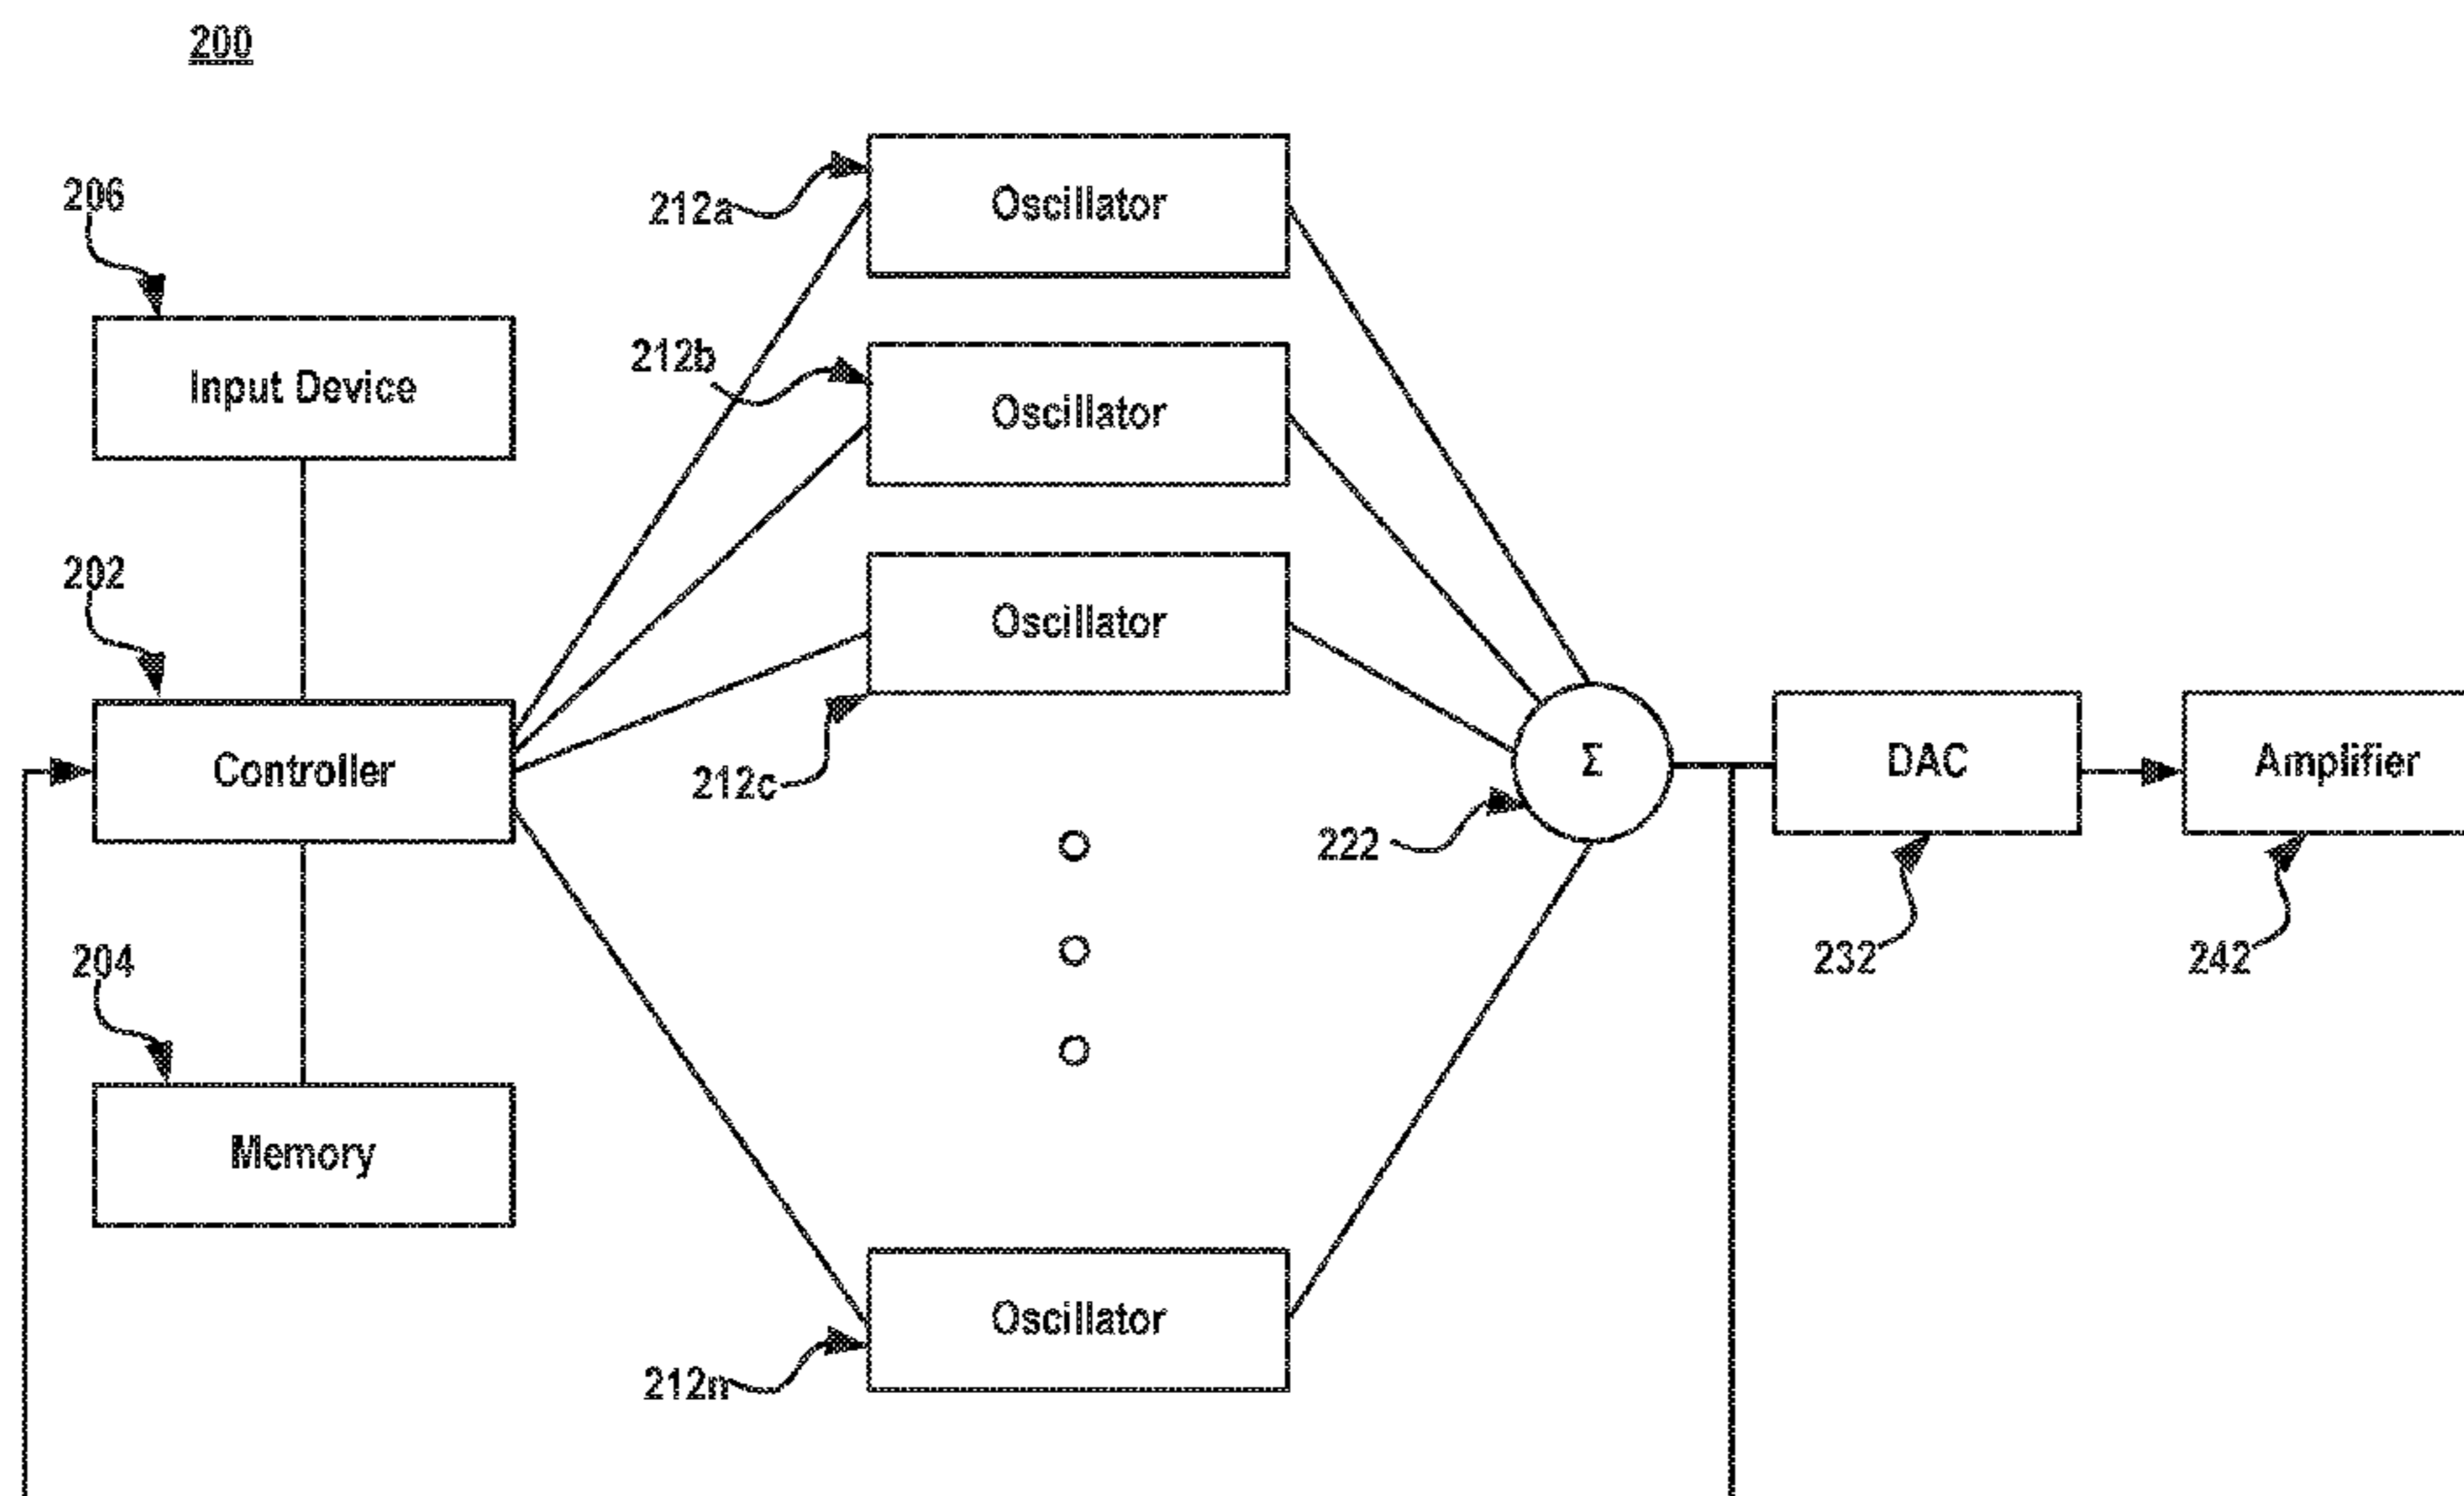 200
206
Input Device
202
Controller
204
Memory
212a
Oscillator
212b
Oscillator
212c
Oscillator
212n
Oscillator
222
Σ
DAC
232
Amplifier
242